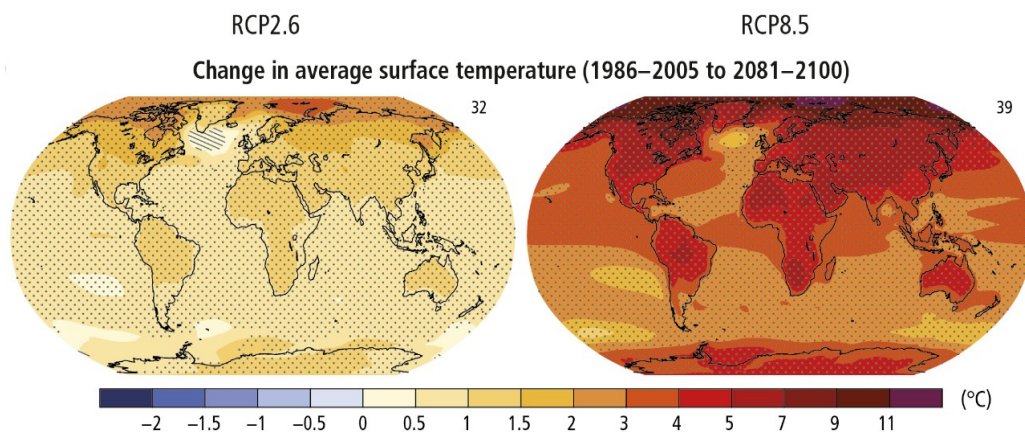 RCP2.6 RCP8.5
Change in average surface temperature (1986–2005 to 2081–2100)
32 39
−2 −1.5 −1 −0.5 0 0.5 1 1.5 2 3 4 5 7 9 11 (°C)